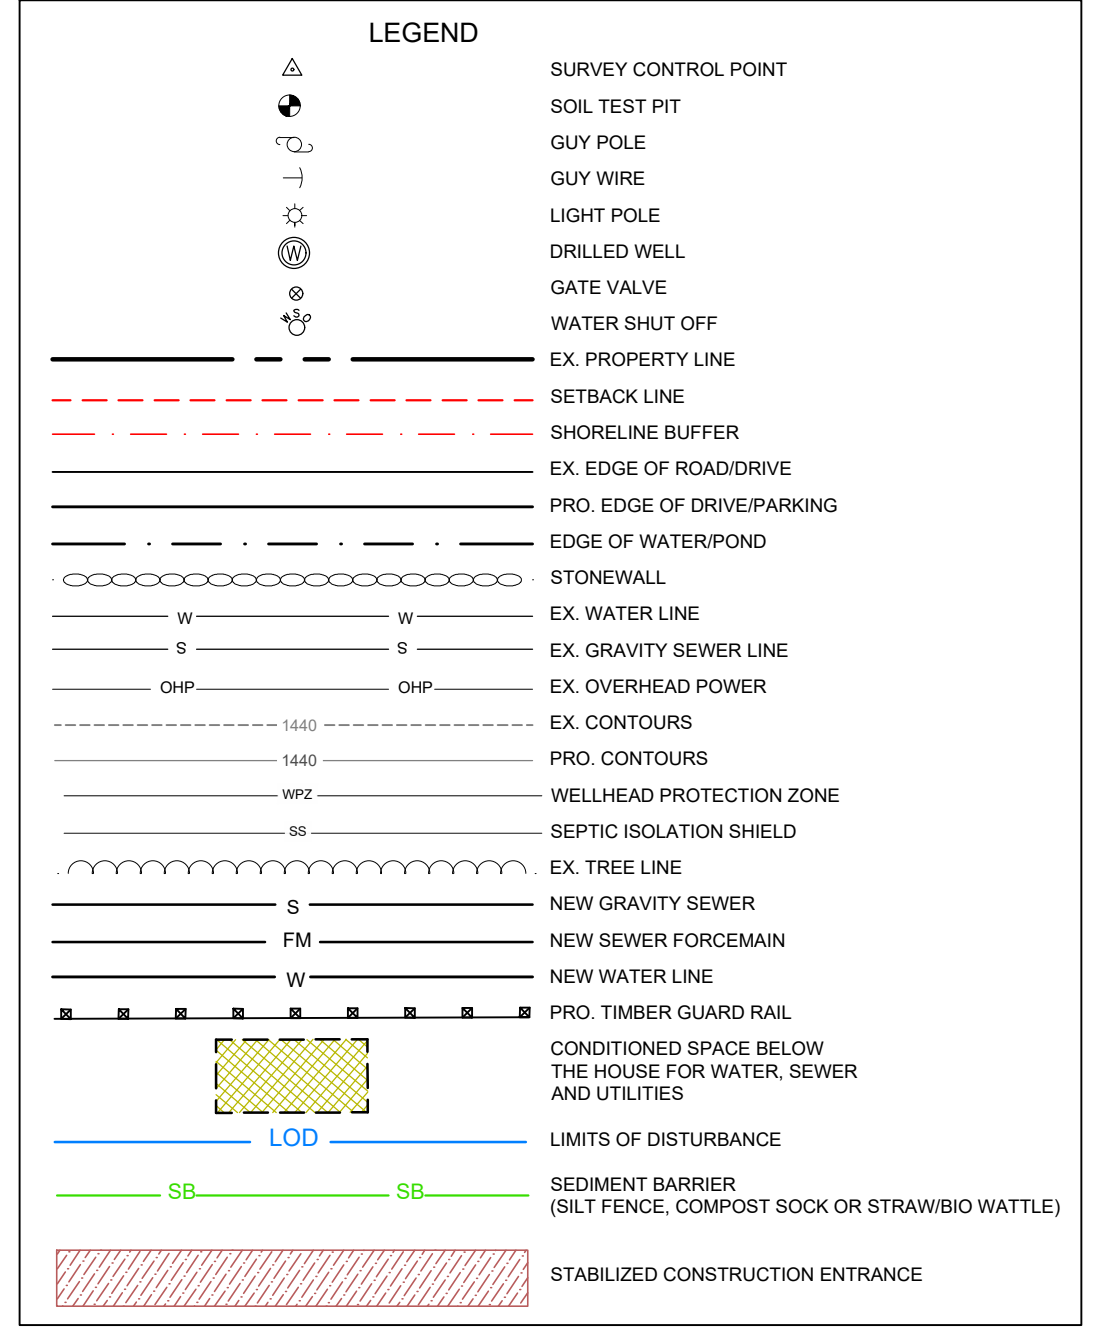 LEGEND
SURVEY CONTROL POINT
SOIL TEST PIT
GUY POLE
GUY WIRE
LIGHT POLE
W DRILLED WELL
GATE VALVE
WSO WATER SHUT OFF
EX. PROPERTY LINE
SETBACK LINE
SHORELINE BUFFER
EX. EDGE OF ROAD/DRIVE
PRO. EDGE OF DRIVE/PARKING
EDGE OF WATER/POND
STONEWALL
W W EX. WATER LINE
S S EX. GRAVITY SEWER LINE
OHP OHP EX. OVERHEAD POWER
1440 EX. CONTOURS
1440 PRO. CONTOURS
WPZ WELLHEAD PROTECTION ZONE
SS SEPTIC ISOLATION SHIELD
EX. TREE LINE
S NEW GRAVITY SEWER
FM NEW SEWER FORCEMAIN
W NEW WATER LINE
PRO. TIMBER GUARD RAIL
CONDITIONED SPACE BELOW
THE HOUSE FOR WATER, SEWER
AND UTILITIES
LOD LIMITS OF DISTURBANCE
SB SB SEDIMENT BARRIER
(SILT FENCE, COMPOST SOCK OR STRAW/BIO WATTLE)
STABILIZED CONSTRUCTION ENTRANCE